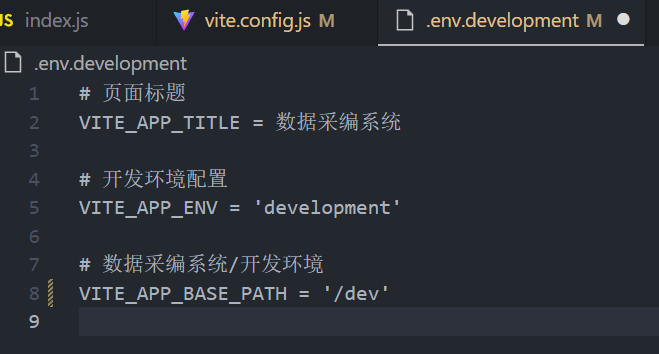 JS index.js
vite.config.js M
.env.development M
.env.development
1 # 页面标题
2 VITE_APP_TITLE = 数据采编系统
3
4 # 开发环境配置
5 VITE_APP_ENV = 'development'
6
7 # 数据采编系统/开发环境
8 VITE_APP_BASE_PATH = '/dev'
9